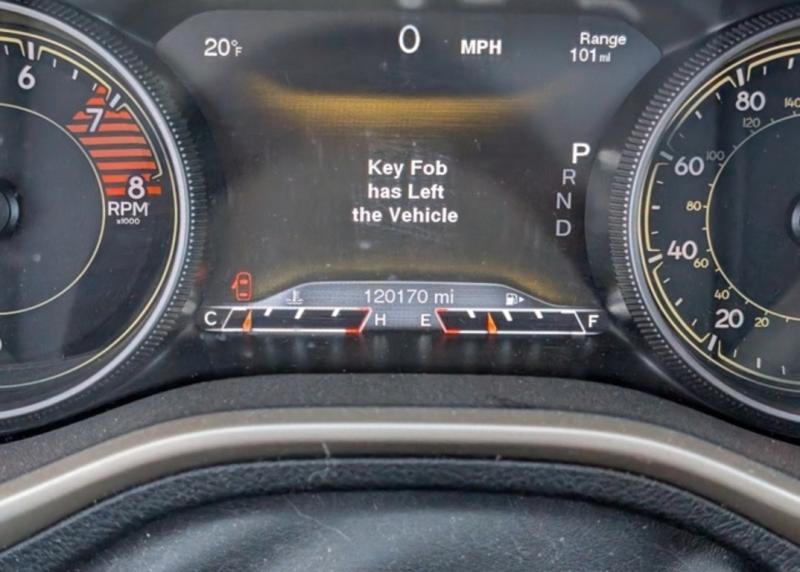 20°F
0 MPH
Range
101 mi
Key Fob
has Left
the Vehicle
P
R
N
D
120170 mi
C
H
E
F
6
7
8
RPM
x1000
80
140
120
60
100
80
40
60
40
20
20